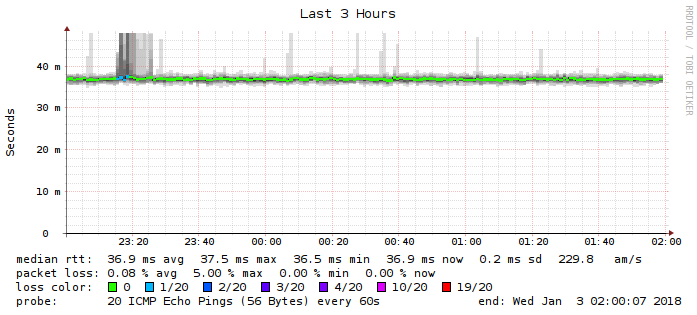 Last 3 Hours
RRDTOOL / TOBI OETIKER
Seconds
40 m
30 m
20 m
10 m
0
23:20 23:40 00:00 00:20 00:40 01:00 01:20 01:40 02:00
median rtt: 36.9 ms avg 37.5 ms max 36.5 ms min 36.9 ms now 0.2 ms sd 229.8 am/s
packet loss: 0.08 % avg 5.00 % max 0.00 % min 0.00 % now
loss color: 0 1/20 2/20 3/20 4/20 10/20 19/20
probe: 20 ICMP Echo Pings (56 Bytes) every 60s end: Wed Jan 3 02:00:07 2018